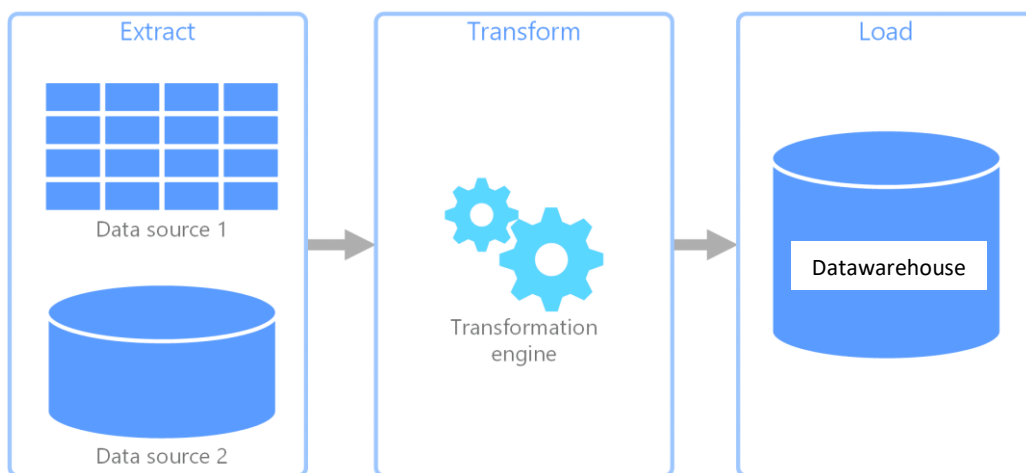 Extract
Data source 1
Data source 2
Transform
Transformation
engine
Load
Datawarehouse